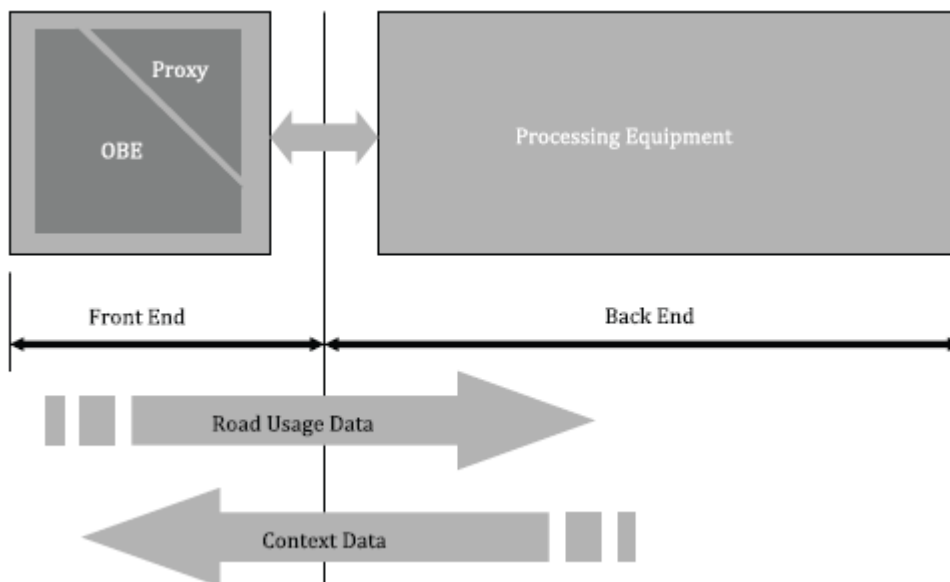 Proxy
OBE
Processing Equipment
Front End
Back End
Road Usage Data
Context Data